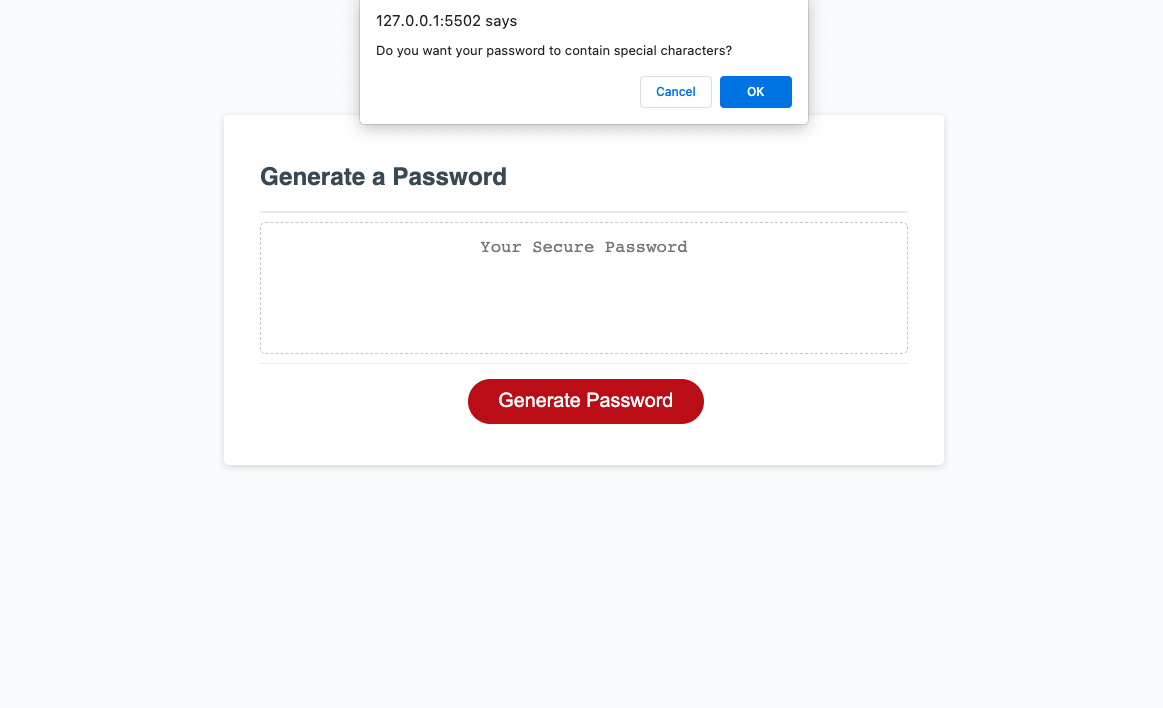 127.0.0.1:5502 says
Do you want your password to contain special characters?
Cancel
OK
Generate a Password
Your Secure Password
Generate Password